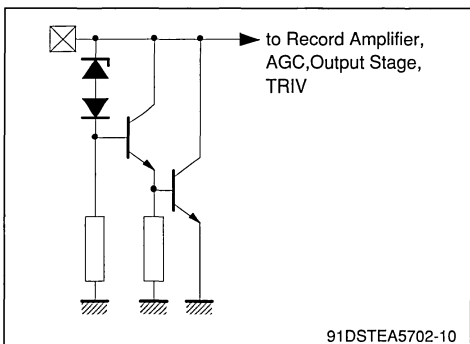 to Record Amplifier,
AGC,Output Stage,
TRIV
91DSTEA5702-10